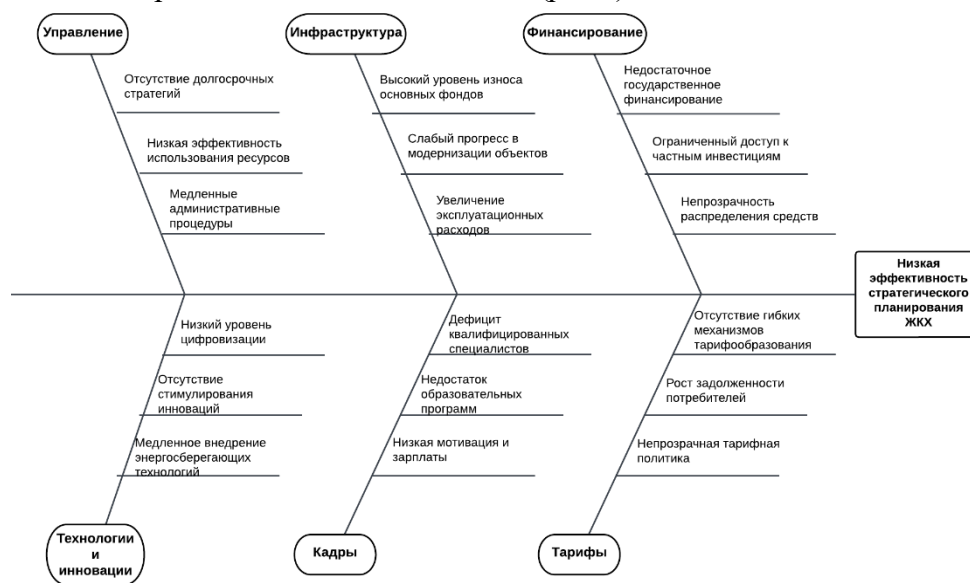 Управление
Инфраструктура
Финансирование
Отсутствие долгосрочных
стратегий
Низкая эффективность
использования ресурсов
Медленные
административные
процедуры
Высокий уровень износа
основных фондов
Слабый прогресс в
модернизации объектов
Увеличение
эксплуатационных
расходов
Недостаточное
государственное
финансирование
Ограниченный доступ к
частным инвестициям
Непрозрачность
распределения средств
Низкая
эффективность
стратегического
планирования
ЖКХ
Низкий уровень
цифровизации
Отсутствие
стимулирования
инноваций
Медленное внедрение
энергосберегающих
технологий
Дефицит
квалифицированных
специалистов
Недостаток
образовательных
программ
Низкая мотивация и
зарплаты
Отсутствие гибких
механизмов
тарифообразования
Рост задолженности
потребителей
Непрозрачная тарифная
политика
Технологии
и
инновации
Кадры
Тарифы